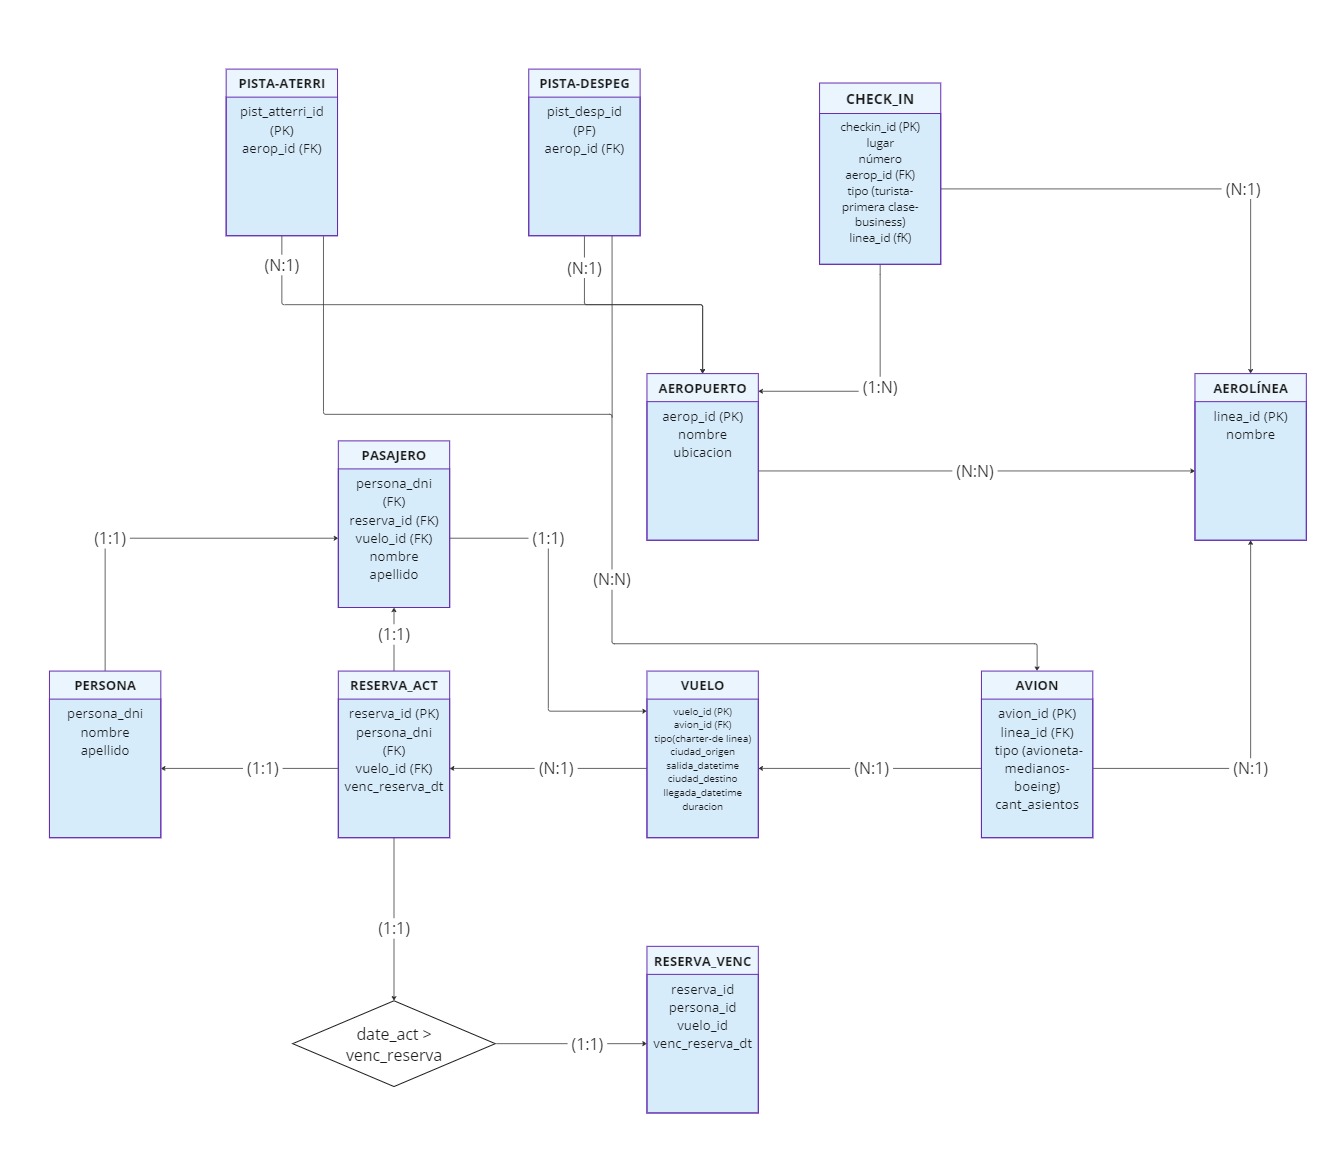 PISTA-ATERRI
pist_atterri_id
(PK)
aerop_id (FK)
PISTA-DESPEG
pist_desp_id
(PF)
aerop_id (FK)
CHECK_IN
checkin_id (PK)
lugar
número
aerop_id (FK)
tipo (turista-
primera clase-
business)
linea_id (fK)
(N:1)
(N:1)
(N:1)
(1:N)
AEROPUERTO
aerop_id (PK)
nombre
ubicacion
AEROLÍNEA
linea_id (PK)
nombre
(N:N)
PASAJERO
persona_dni
(FK)
reserva_id (FK)
vuelo_id (FK)
nombre
apellido
(1:1)
(1:1)
(N:N)
(1:1)
PERSONA
persona_dni
nombre
apellido
RESERVA_ACT
reserva_id (PK)
persona_dni
(FK)
vuelo_id (FK)
venc_reserva_dt
VUELO
vuelo_id (PK)
avion_id (FK)
tipo(charter-de linea)
ciudad_origen
salida_datetime
ciudad_destino
llegada_datetime
duracion
AVION
avion_id (PK)
linea_id (FK)
tipo (avioneta-
medianos-
boeing)
cant_asientos
(1:1)
(N:1)
(N:1)
(N:1)
(1:1)
date_act >
venc_reserva
(1:1)
RESERVA_VENC
reserva_id
persona_id
vuelo_id
venc_reserva_dt